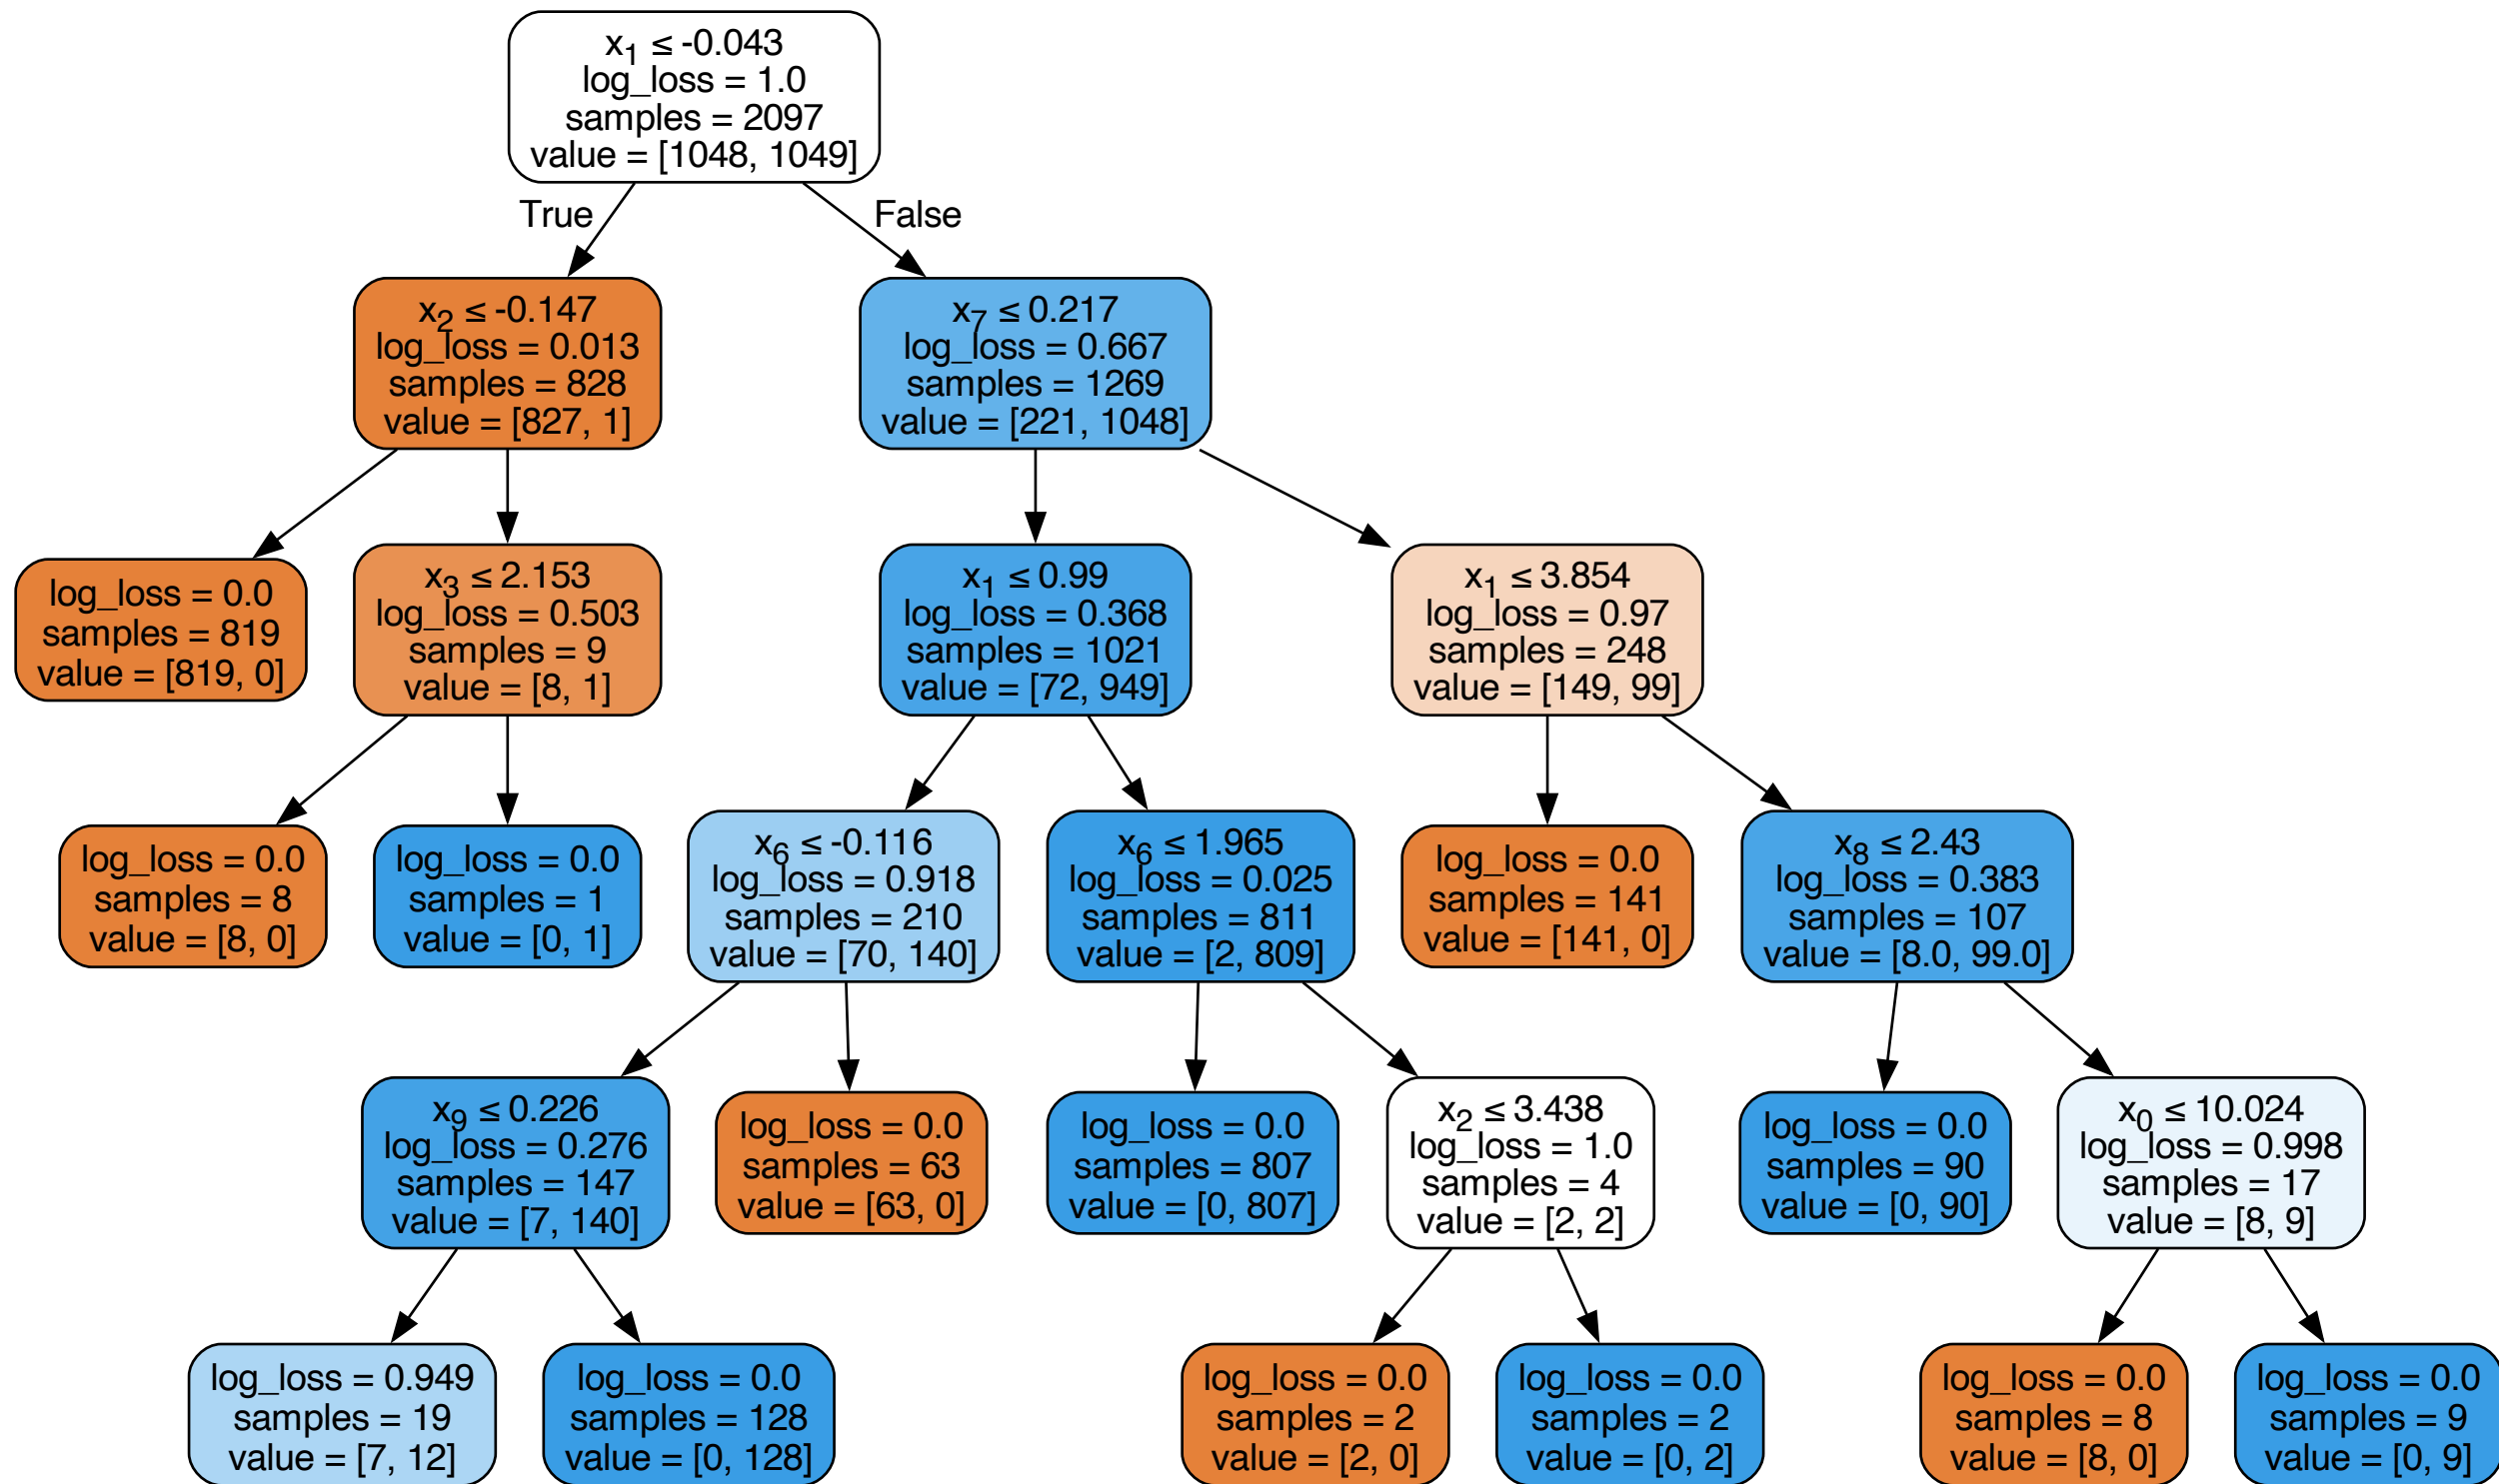 x1 ≤ -0.043
log_loss = 1.0
samples = 2097
value = [1048, 1049]
True
False
x2 ≤ -0.147
log_loss = 0.013
samples = 828
value = [827, 1]
x7 ≤ 0.217
log_loss = 0.667
samples = 1269
value = [221, 1048]
log_loss = 0.0
samples = 819
value = [819, 0]
x3 ≤ 2.153
log_loss = 0.503
samples = 9
value = [8, 1]
x1 ≤ 0.99
log_loss = 0.368
samples = 1021
value = [72, 949]
x1 ≤ 3.854
log_loss = 0.97
samples = 248
value = [149, 99]
log_loss = 0.0
samples = 8
value = [8, 0]
log_loss = 0.0
samples = 1
value = [0, 1]
x6 ≤ -0.116
log_loss = 0.918
samples = 210
value = [70, 140]
x6 ≤ 1.965
log_loss = 0.025
samples = 811
value = [2, 809]
log_loss = 0.0
samples = 141
value = [141, 0]
x8 ≤ 2.43
log_loss = 0.383
samples = 107
value = [8.0, 99.0]
x9 ≤ 0.226
log_loss = 0.276
samples = 147
value = [7, 140]
log_loss = 0.0
samples = 63
value = [63, 0]
log_loss = 0.0
samples = 807
value = [0, 807]
x2 ≤ 3.438
log_loss = 1.0
samples = 4
value = [2, 2]
log_loss = 0.0
samples = 90
value = [0, 90]
x0 ≤ 10.024
log_loss = 0.998
samples = 17
value = [8, 9]
log_loss = 0.949
samples = 19
value = [7, 12]
log_loss = 0.0
samples = 128
value = [0, 128]
log_loss = 0.0
samples = 2
value = [2, 0]
log_loss = 0.0
samples = 2
value = [0, 2]
log_loss = 0.0
samples = 8
value = [8, 0]
log_loss = 0.0
samples = 9
value = [0, 9]